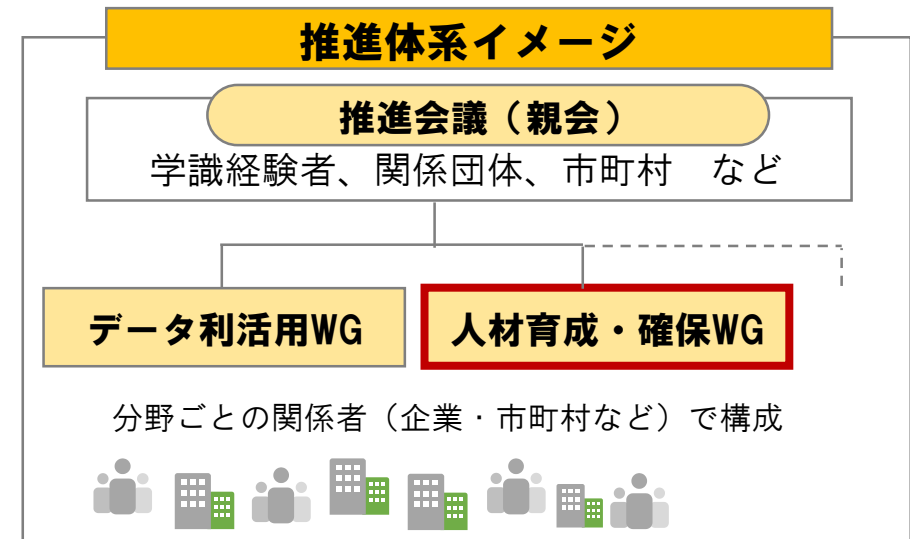 推進体系イメージ
推進会議（親会）
学識経験者、関係団体、市町村　など
データ利活用WG
人材育成・確保WG
分野ごとの関係者（企業・市町村など）で構成